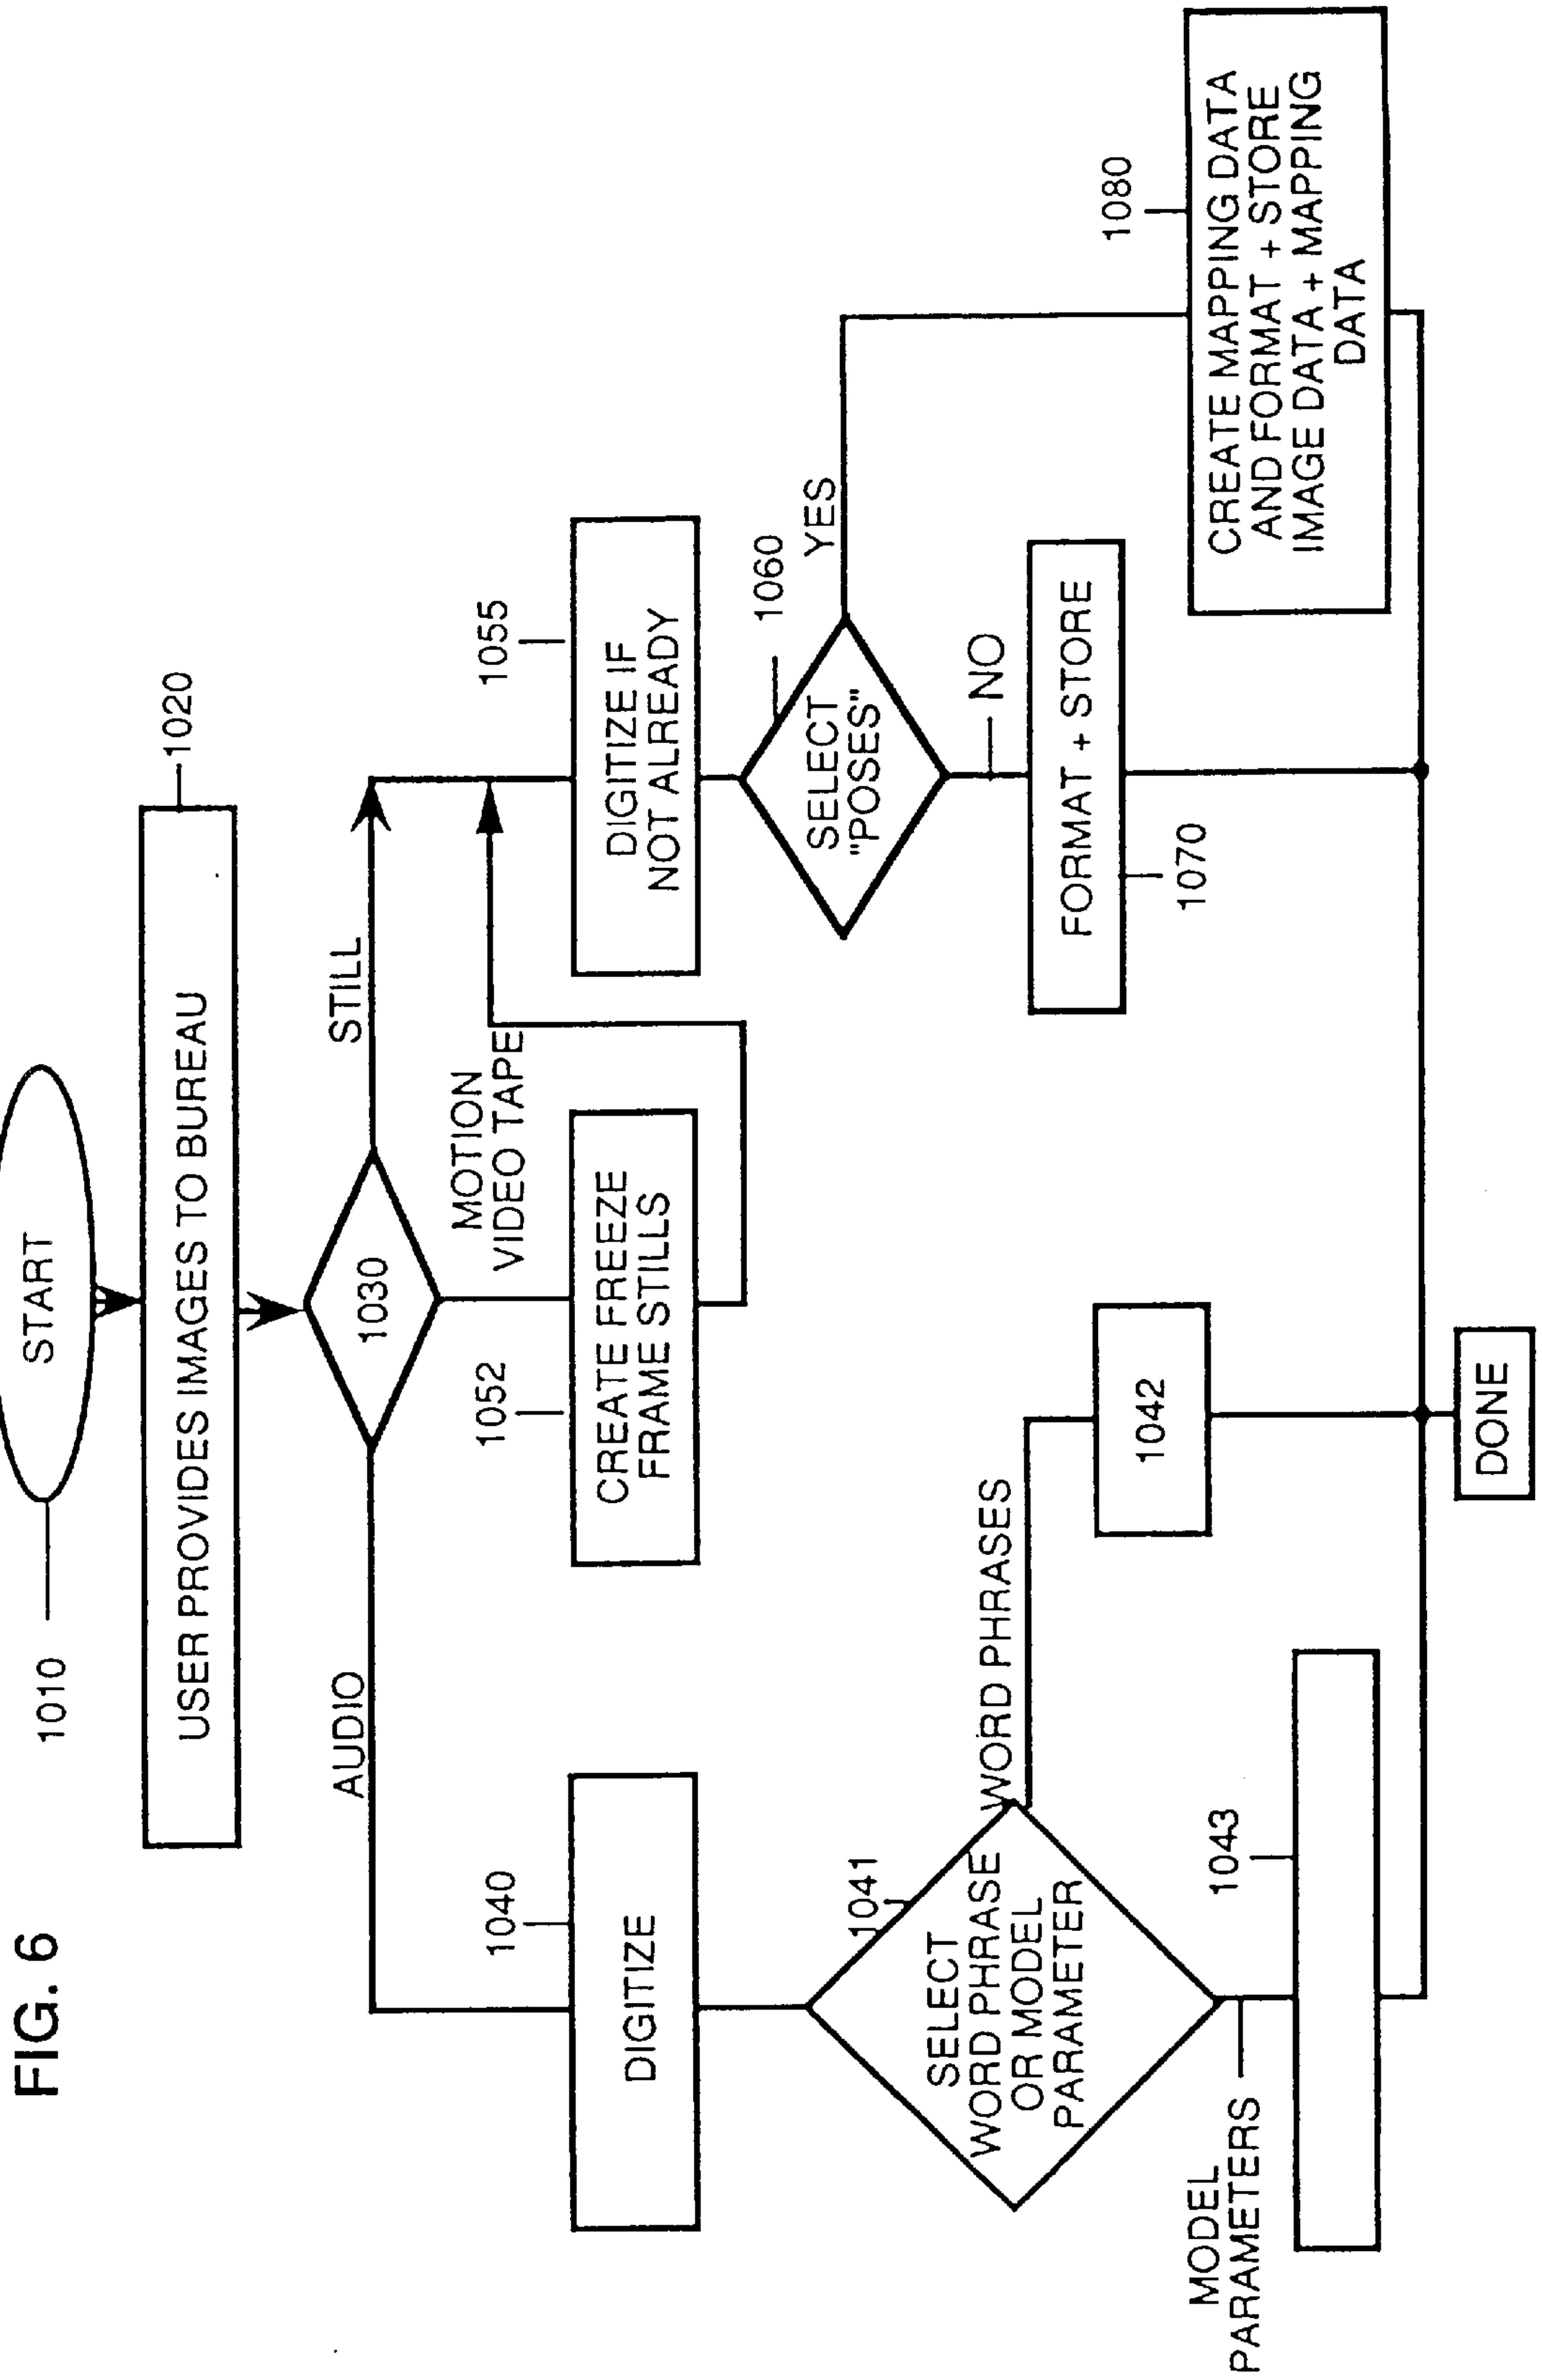 FIG. 6
START
1010
USER PROVIDES IMAGES TO BUREAU
1020
1030
AUDIO
STILL
MOTION
VIDEO TAPE
1040
DIGITIZE
1052
CREATE FREEZE
FRAME STILLS
1055
DIGITIZE IF
NOT ALREADY
1041
SELECT
WORD PHRASE
OR MODEL
PARAMETER
WORD PHRASES
1060
SELECT
"POSES"
YES
NO
MODEL
PARAMETERS
1043
1042
FORMAT + STORE
1070
1080
CREATE MAPPING DATA
AND FORMAT + STORE
IMAGE DATA + MAPPING
DATA
DONE